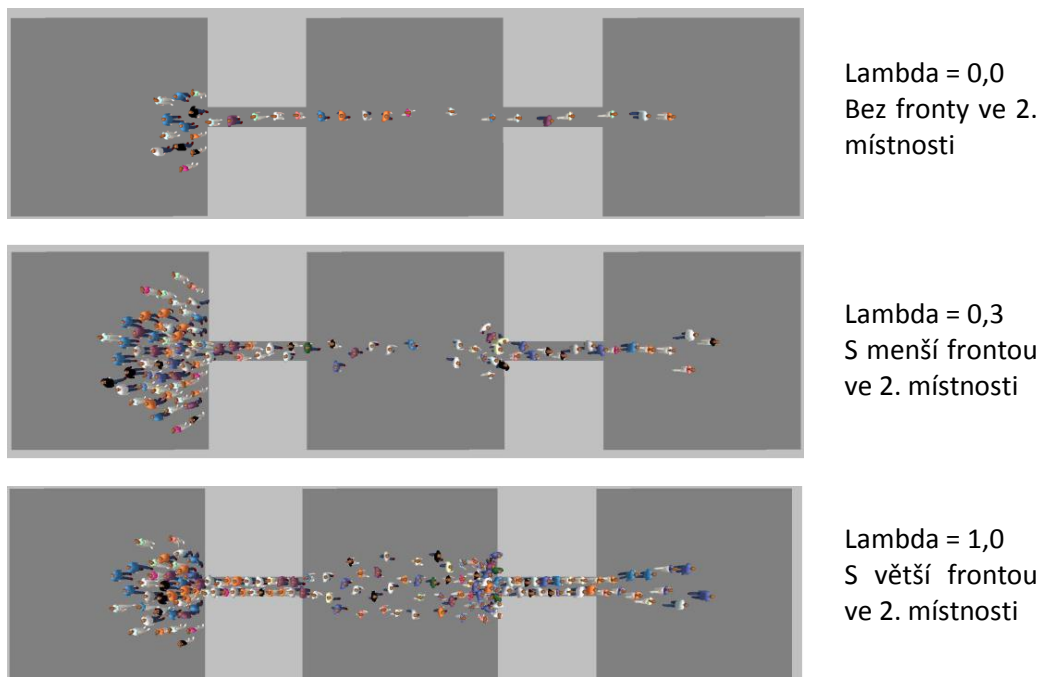 Lambda = 0,0
Bez fronty ve 2.
místnosti
Lambda = 0,3
S menší frontou
ve 2. místnosti
Lambda = 1,0
S větší frontou
ve 2. místnosti